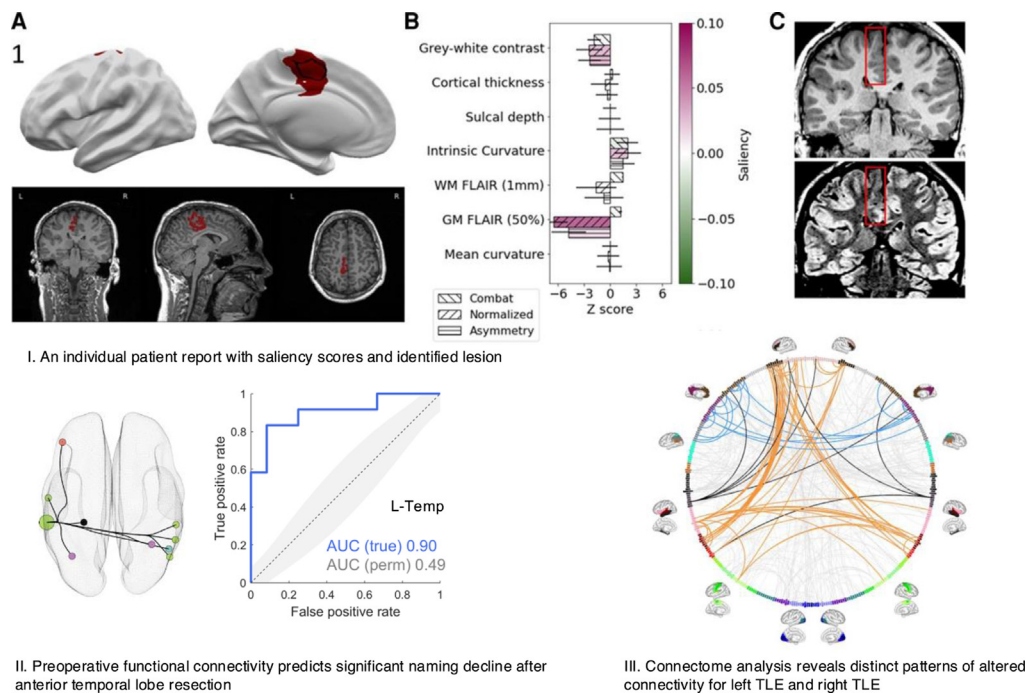 A
1
L
R
L
R
B
Grey-white contrast
Cortical thickness
Sulcal depth
Intrinsic Curvature
WM FLAIR (1mm)
GM FLAIR (50%)
Mean curvature
Combat
Normalized
Asymmetry
−6 −3 0 3 6
Z score
0.10
0.05
0.00
−0.05
−0.10
Saliency
C
I. An individual patient report with saliency scores and identified lesion
1
0.8
0.6
0.4
0.2
0
0 0.2 0.4 0.6 0.8 1
True positive rate
False positive rate
L-Temp
AUC (true) 0.90
AUC (perm) 0.49
II. Preoperative functional connectivity predicts significant naming decline after
anterior temporal lobe resection
III. Connectome analysis reveals distinct patterns of altered
connectivity for left TLE and right TLE